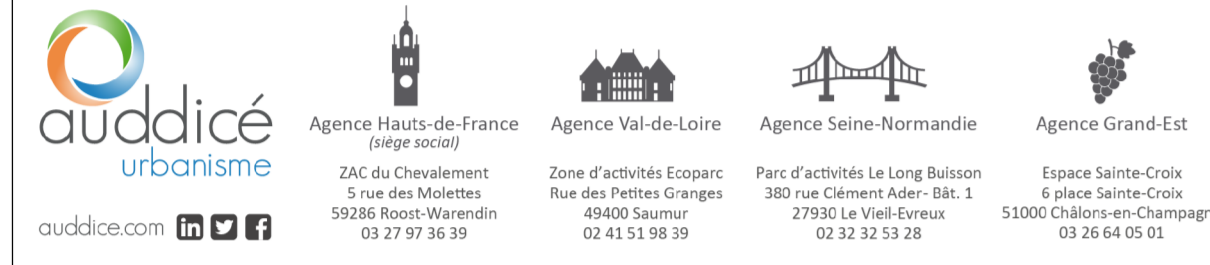 auddicé
urbanisme
auddice.com
Agence Hauts-de-France
(siège social)
ZAC du Chevalement
5 rue des Molettes
59286 Roost-Warendin
03 27 97 36 39
Agence Val-de-Loire
Zone d'activités Ecoparc
Rue des Petites Granges
49400 Saumur
02 41 51 98 39
Agence Seine-Normandie
Parc d'activités Le Long Buisson
380 rue Clément Ader- Bât. 1
27930 Le Vieil-Evreux
02 32 32 53 28
Agence Grand-Est
Espace Sainte-Croix
6 place Sainte-Croix
51000 Châlons-en-Champagn
03 26 64 05 01